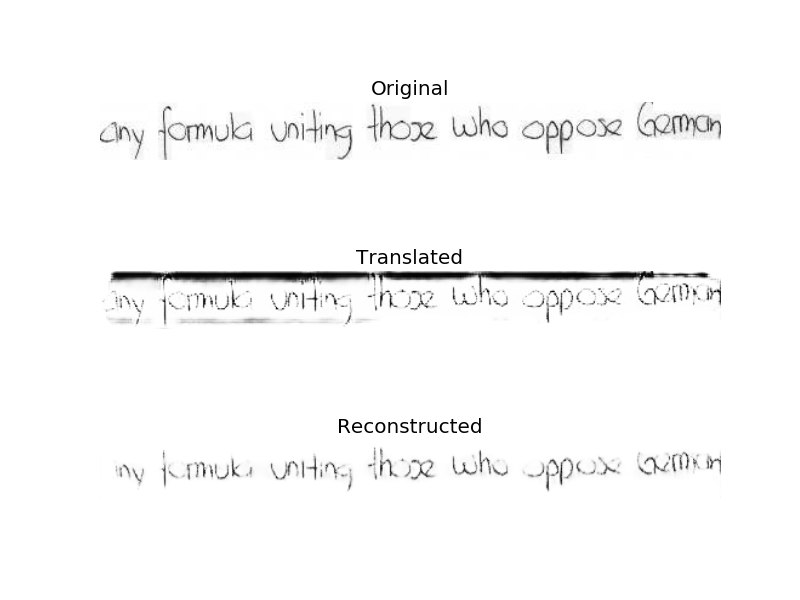 Original
any formula uniting those who oppose German
Translated
any formula uniting those who oppose German
Reconstructed
any formula uniting those who oppose German